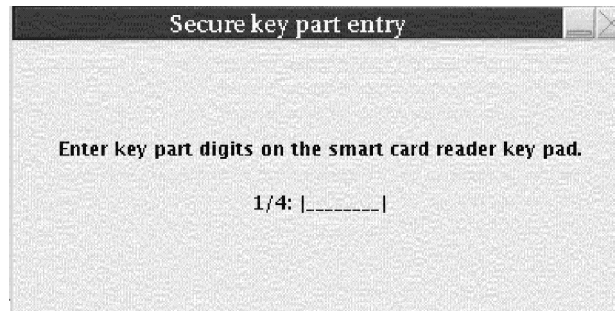 Secure key part entry
Enter key part digits on the smart card reader key pad.
1/4: |________|